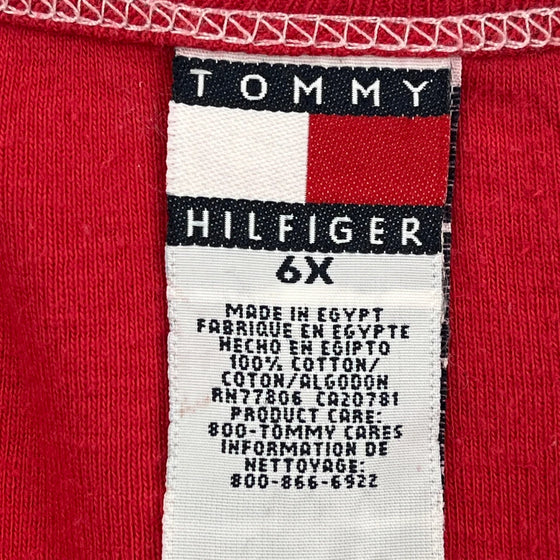 TOMMY
HILFIGER
6X
MADE IN EGYPT
FABRIQUE EN EGYPTE
HECHO EN EGIPTO
100% COTTON/
COTON/ALGODON
RN77806 CA20781
PRODUCT CARE:
800-TOMMY CARES
INFORMATION DE
NETTOYAGE:
800-866-6922